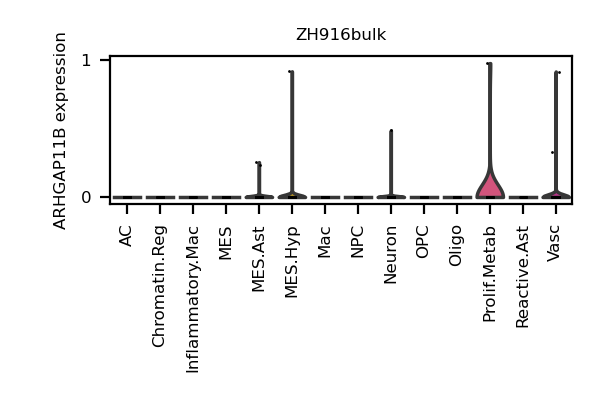 ZH916bulk
ARHGAP11B expression
1
0
AC
Chromatin.Reg
Inflammatory.Mac
MES
MES.Ast
MES.Hyp
Mac
NPC
Neuron
OPC
Oligo
Prolif.Metab
Reactive.Ast
Vasc